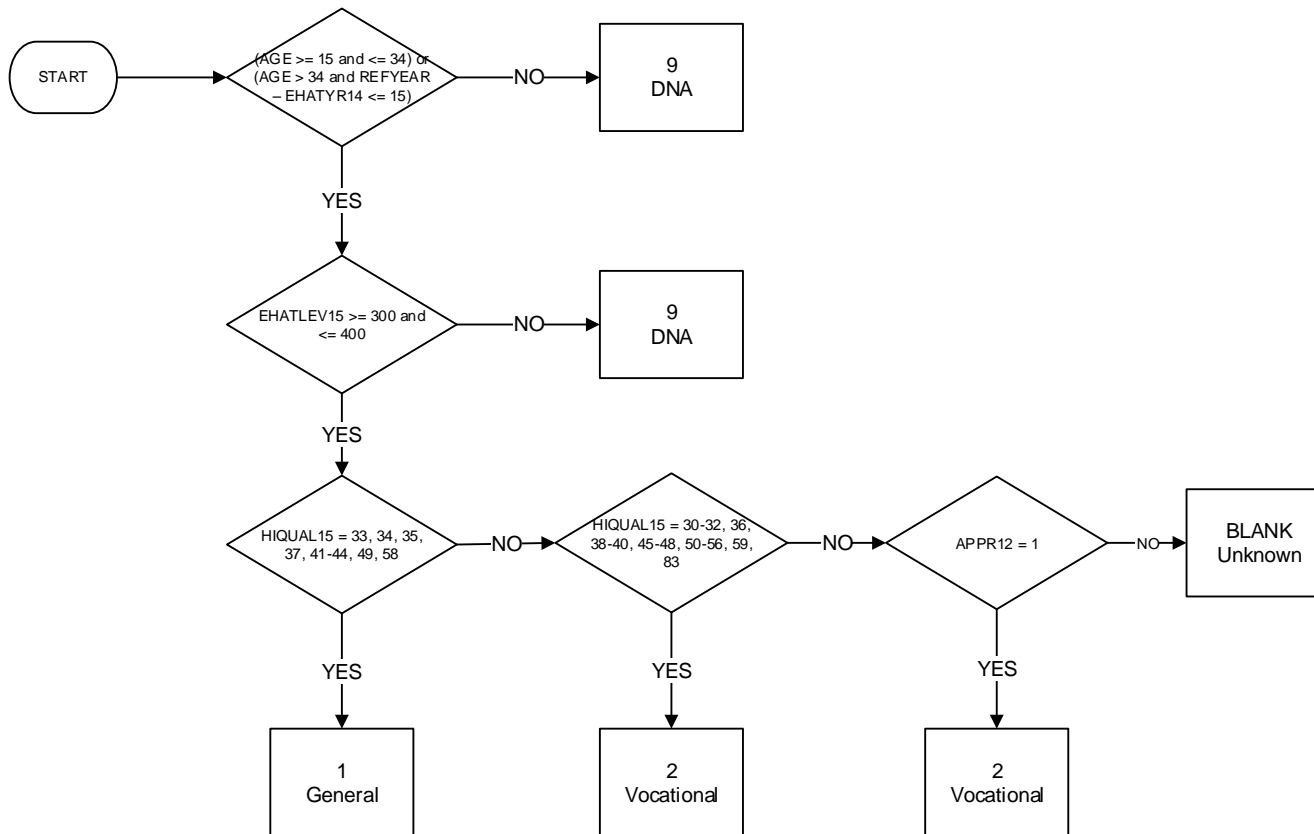 START
(AGE >= 15 and <= 34) or
(AGE > 34 and REFYEAR
– EHATYR14 <= 15)
NO
9
DNA
YES
EHATLEV15 >= 300 and
<= 400
NO
9
DNA
YES
HIQUAL15 = 33, 34, 35,
37, 41-44, 49, 58
NO
HIQUAL15 = 30-32, 36,
38-40, 45-48, 50-56, 59,
83
NO
APPR12 = 1
NO
BLANK
Unknown
YES
YES
YES
1
General
2
Vocational
2
Vocational